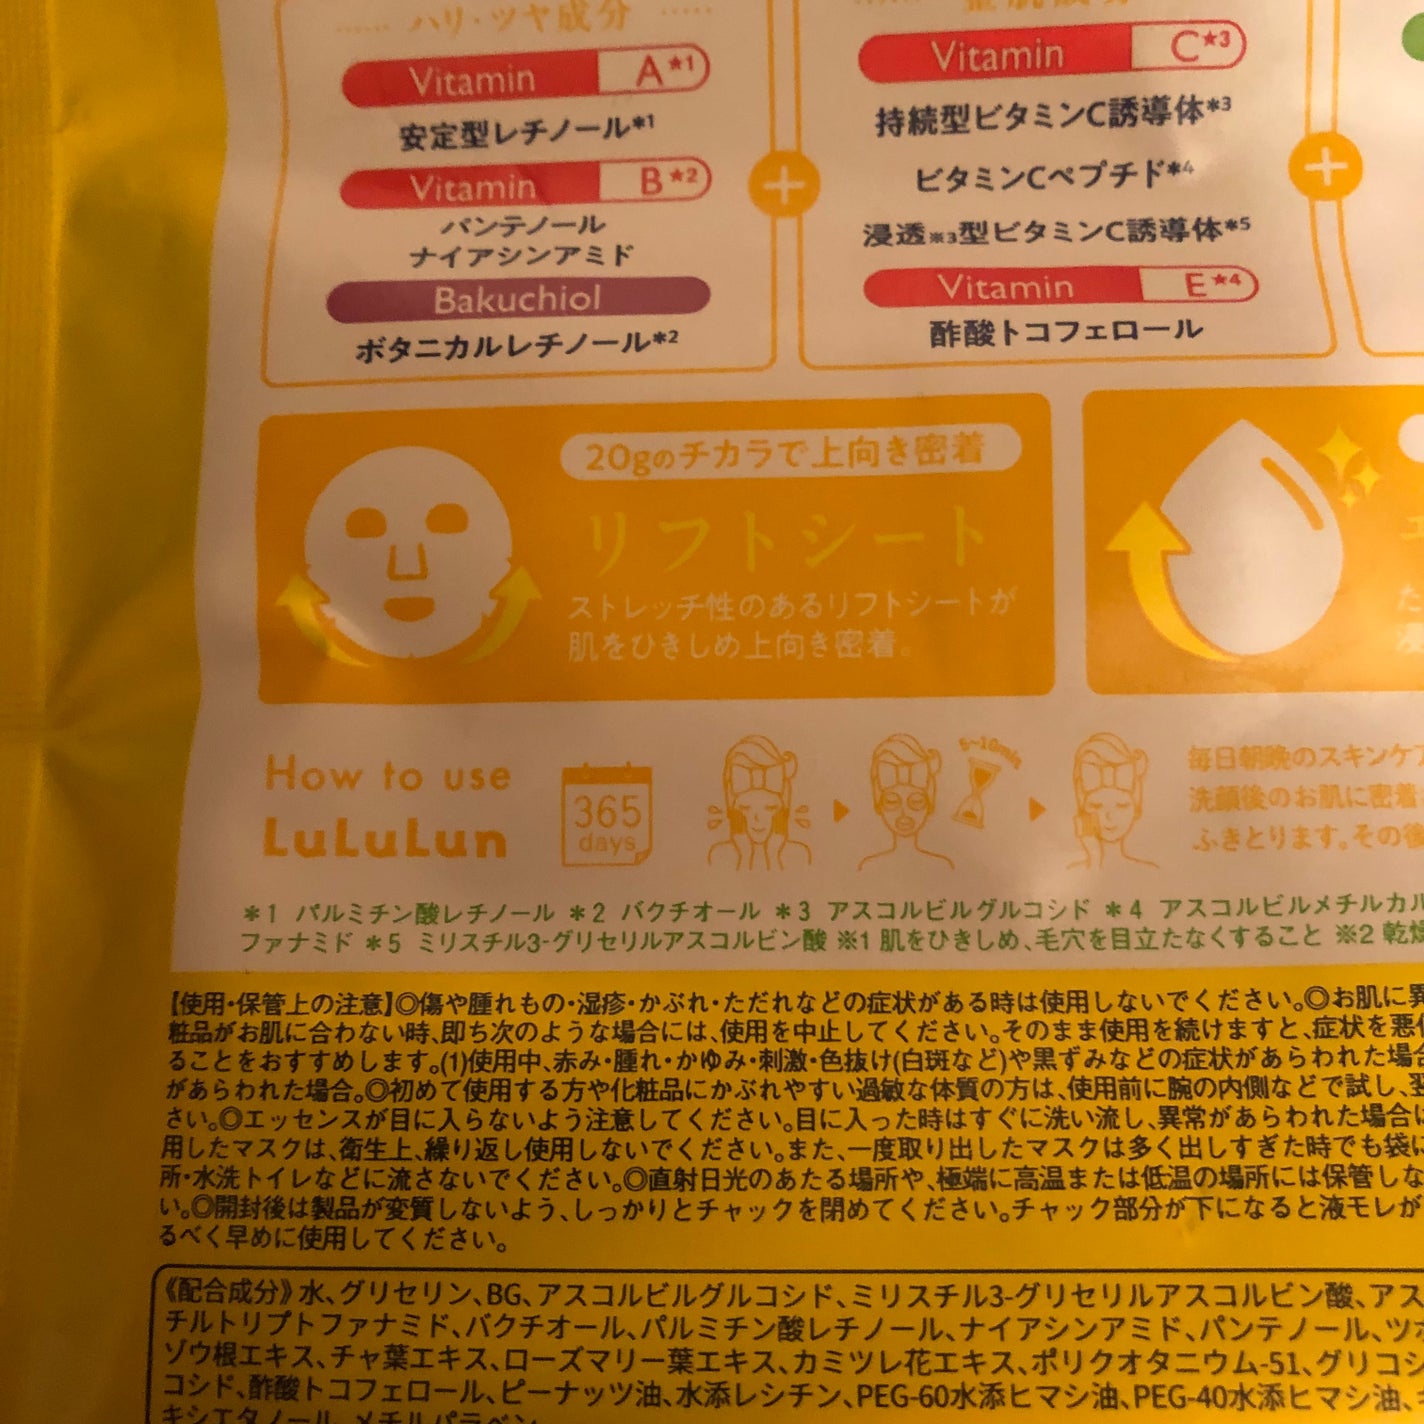 ハリ・ツヤ成分
整肌成分
Vitamin A★1
安定型レチノール*1
Vitamin B★2
パンテノール
ナイアシンアミド
Bakuchiol
ボタニカルレチノール*2
Vitamin C★3
持続型ビタミンC誘導体*3
ビタミンCペプチド*4
浸透※3型ビタミンC誘導体*5
Vitamin E★4
酢酸トコフェロール
20gのチカラで上向き密着
リフトシート
ストレッチ性のあるリフトシートが
肌をひきしめ上向き密着。
た
浸
How to use
LuLuLun
365
days
5~10min
毎日朝晩のスキンケア
洗顔後のお肌に密着
ふきとります。その後
*1 パルミチン酸レチノール *2 バクチオール *3 アスコルビルグルコシド *4 アスコルビルメチルカル
ファナミド *5 ミリスチル3-グリセリルアスコルビン酸 ※1 肌をひきしめ、毛穴を目立たなくすること ※2 乾燥
【使用・保管上の注意】◎傷や腫れもの・湿疹・かぶれ・ただれなどの症状がある時は使用しないでください。◎お肌に異
粧品がお肌に合わない時、即ち次のような場合には、使用を中止してください。そのまま使用を続けますと、症状を悪化
ることをおすすめします。(1)使用中、赤み・腫れ・かゆみ・刺激・色抜け(白斑など)や黒ずみなどの症状があらわれた場合
があらわれた場合。◎初めて使用する方や化粧品にかぶれやすい過敏な体質の方は、使用前に腕の内側などで試し、翌
さい。◎エッセンスが目に入らないよう注意してください。目に入った時はすぐに洗い流し、異常があらわれた場合に
用したマスクは、衛生上、繰り返し使用しないでください。また、一度取り出したマスクは多く出しすぎた時でも袋に
所・水洗トイレなどに流さないでください。◎直射日光のあたる場所や、極端に高温または低温の場所には保管しな
い。◎開封後は製品が変質しないよう、しっかりとチャックを閉めてください。チャック部分が下になると液モレが
るべく早めに使用してください。
《配合成分》水、グリセリン、BG、アスコルビルグルコシド、ミリスチル3-グリセリルアスコルビン酸、アス
チルトリプトファナミド、バクチオール、パルミチン酸レチノール、ナイアシンアミド、パンテノール、ツボ
ゾウ根エキス、チャ葉エキス、ローズマリー葉エキス、カミツレ花エキス、ポリクオタニウム-51、グリコシ
コシド、酢酸トコフェロール、ピーナッツ油、水添レシチン、PEG-60水添ヒマシ油、PEG-40水添ヒマシ油、
キシエタノール、メチルパラベン